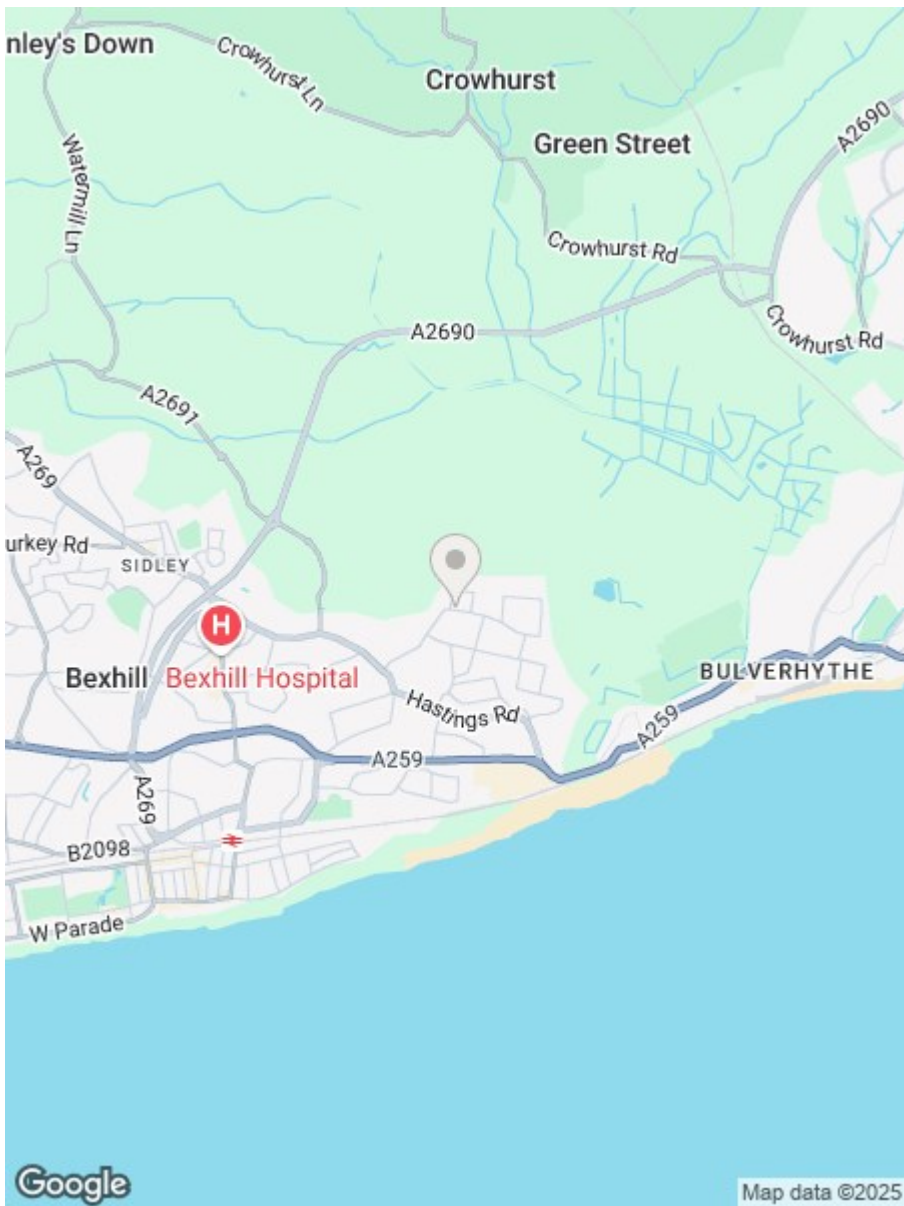 nley's Down
Crowhurst Ln
Crowhurst
Green Street
A2690
Watermill Ln
Crowhurst Rd
A2690
Crowhurst Rd
A2691
A269
urkey Rd
SIDLEY
H
Bexhill
Bexhill Hospital
BULVERHYTHE
Hastings Rd
A259
A259
A269
B2098
W Parade
Google
Map data ©2025